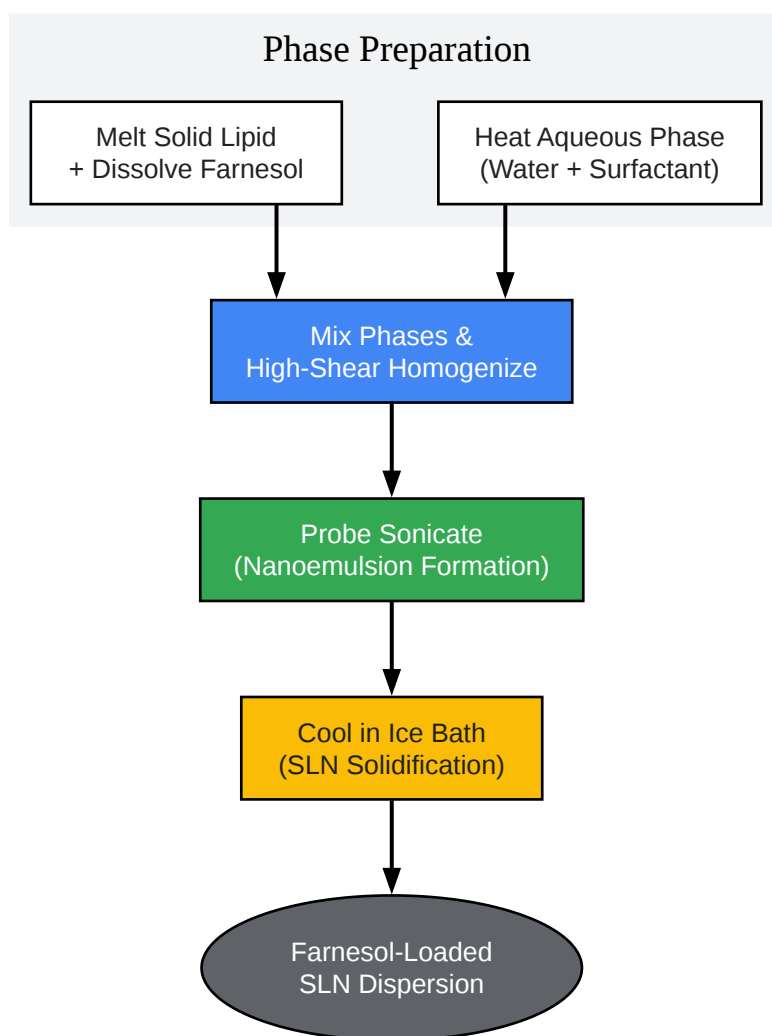 Phase Preparation
Melt Solid Lipid
+ Dissolve Farnesol
Heat Aqueous Phase
(Water + Surfactant)
Mix Phases &
High-Shear Homogenize
Probe Sonicate
(Nanoemulsion Formation)
Cool in Ice Bath
(SLN Solidification)
Farnesol-Loaded
SLN Dispersion